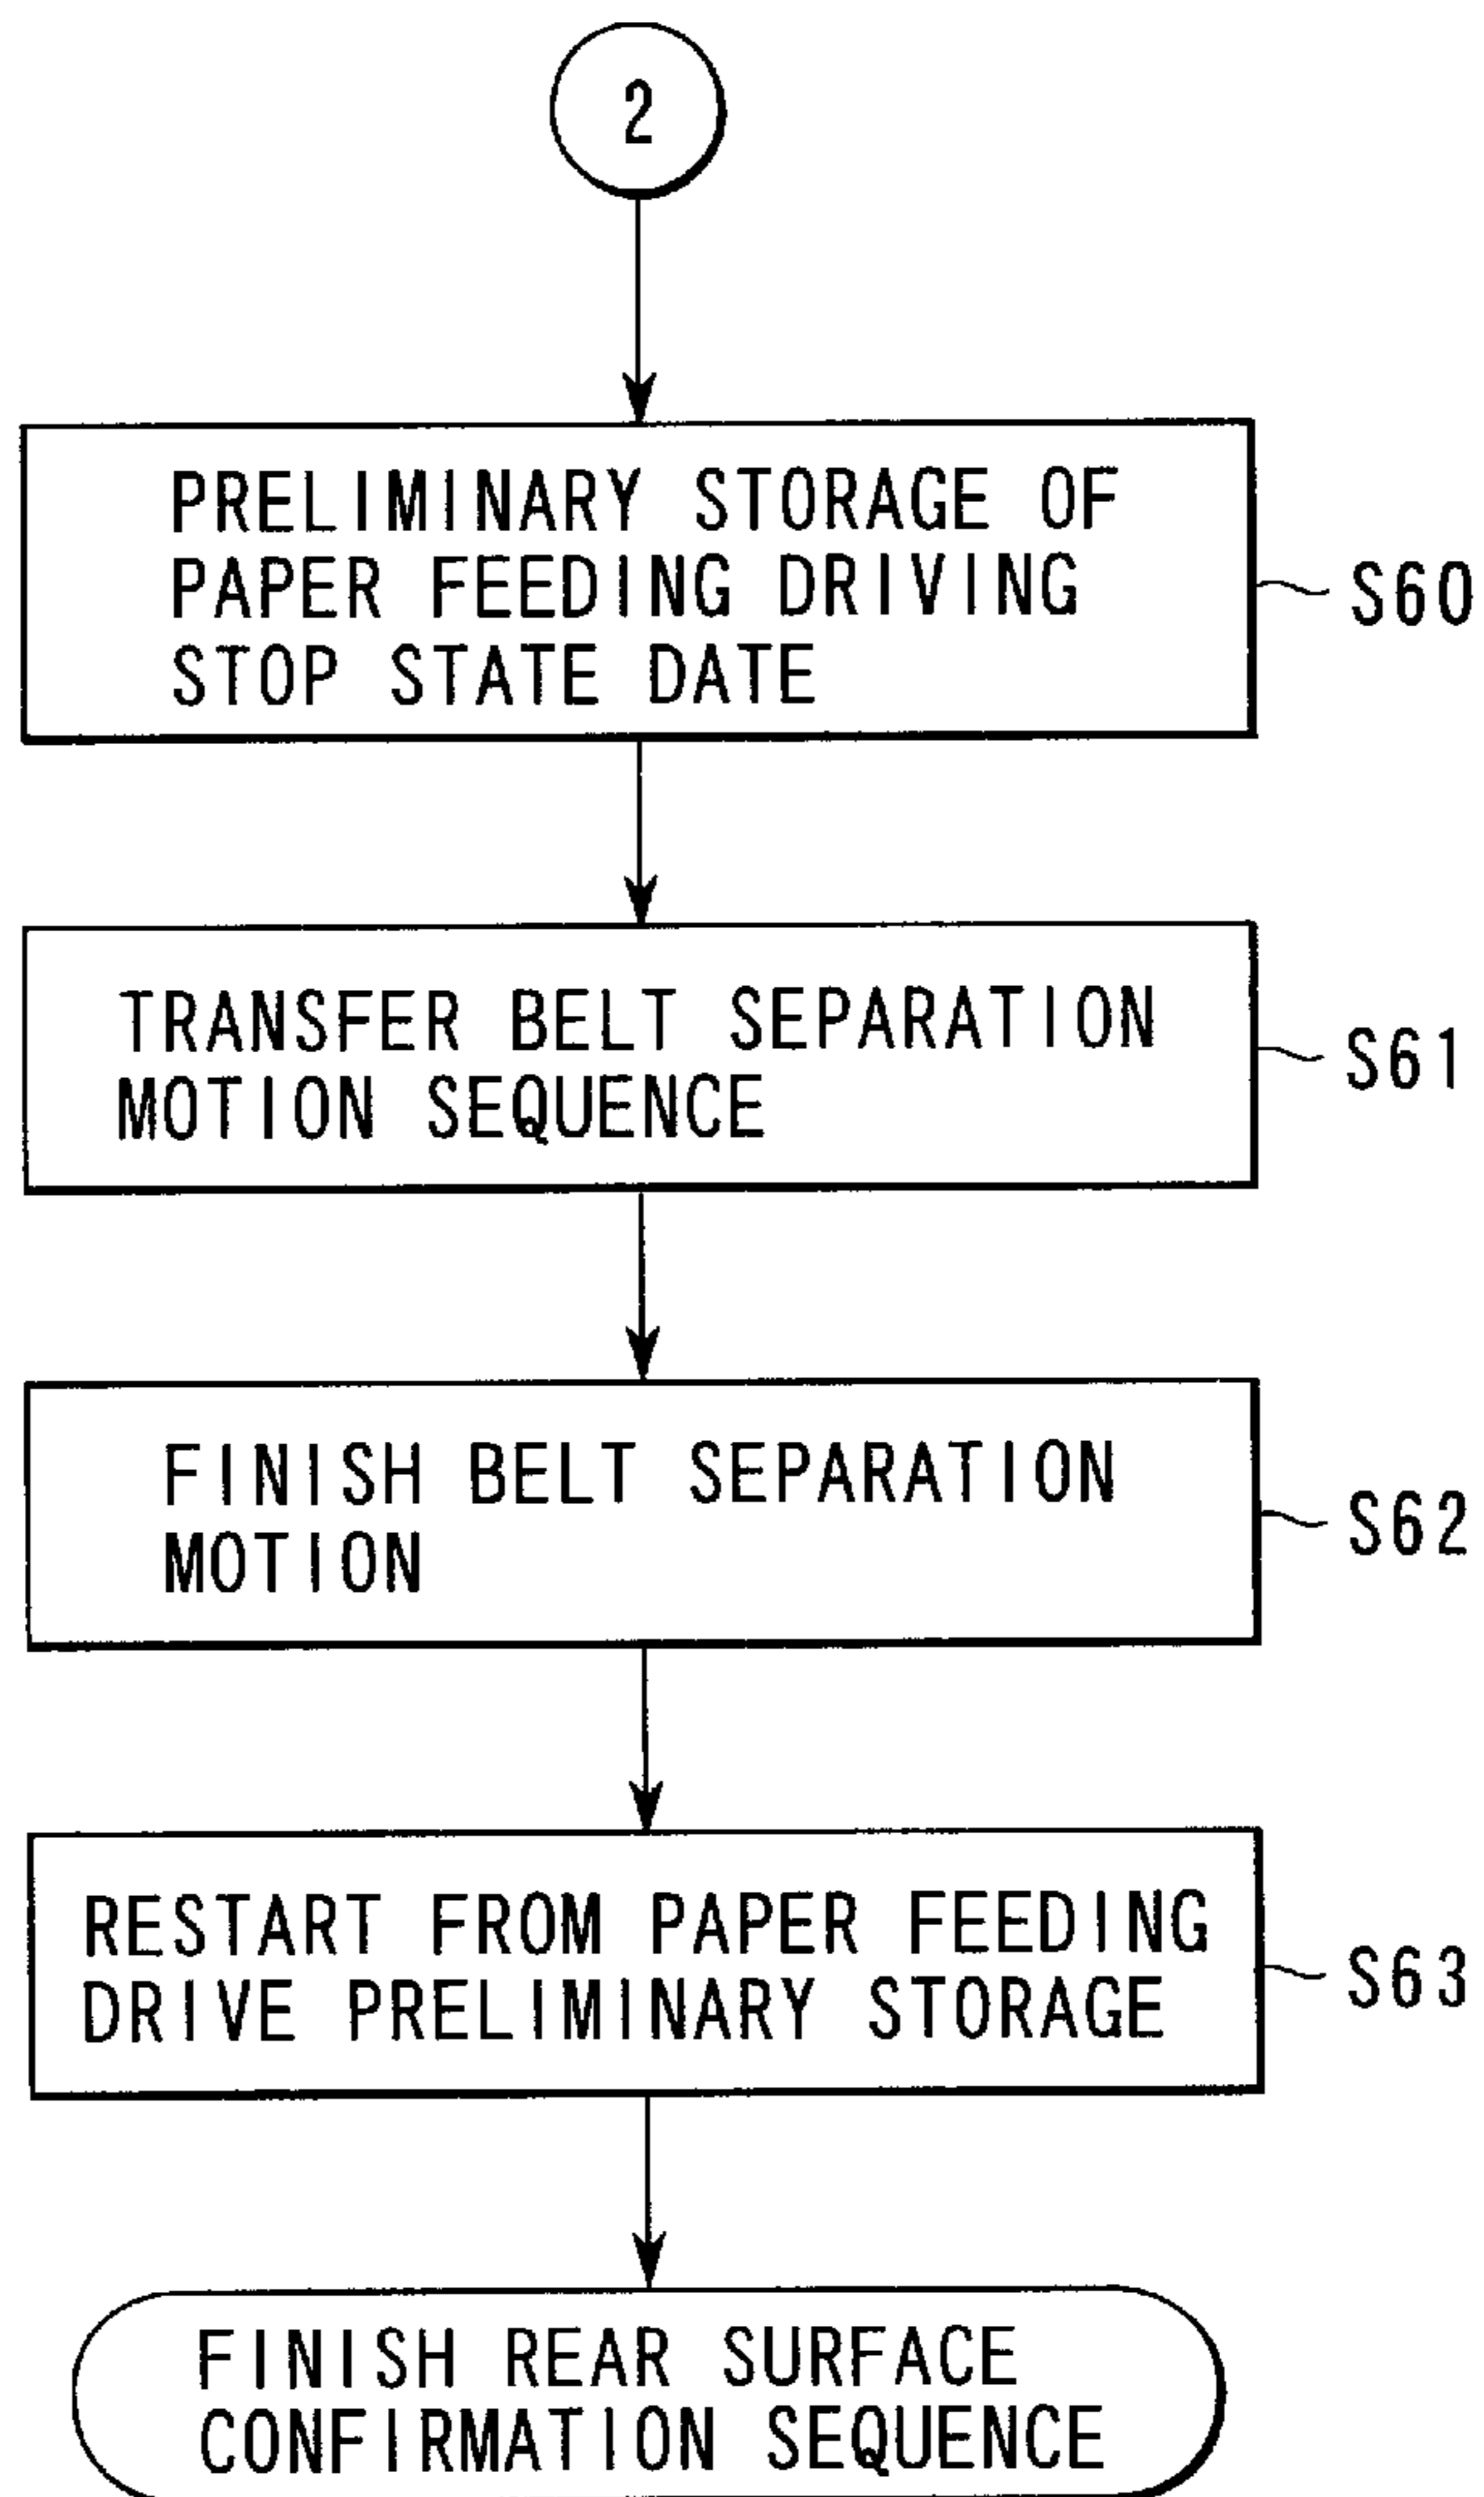 2
PRELIMINARY STORAGE OF
PAPER FEEDING DRIVING
STOP STATE DATE
S60
TRANSFER BELT SEPARATION
MOTION SEQUENCE
S61
FINISH BELT SEPARATION
MOTION
S62
RESTART FROM PAPER FEEDING
DRIVE PRELIMINARY STORAGE
S63
FINISH REAR SURFACE
CONFIRMATION SEQUENCE